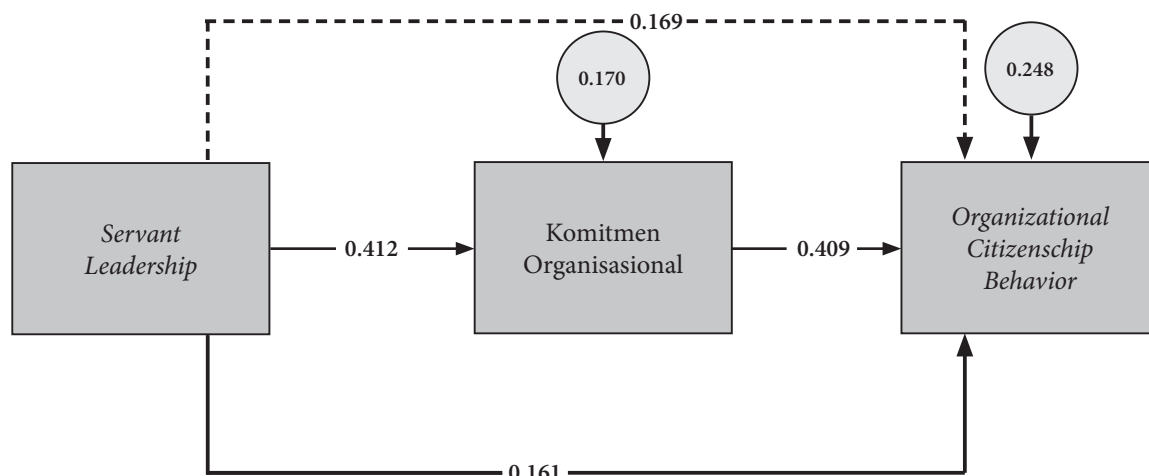 0.169
0.170
0.248
Servant
Leadership
0.412
Komitmen
Organisasional
0.409
Organizational
Citizenschip
Behavior
0.161